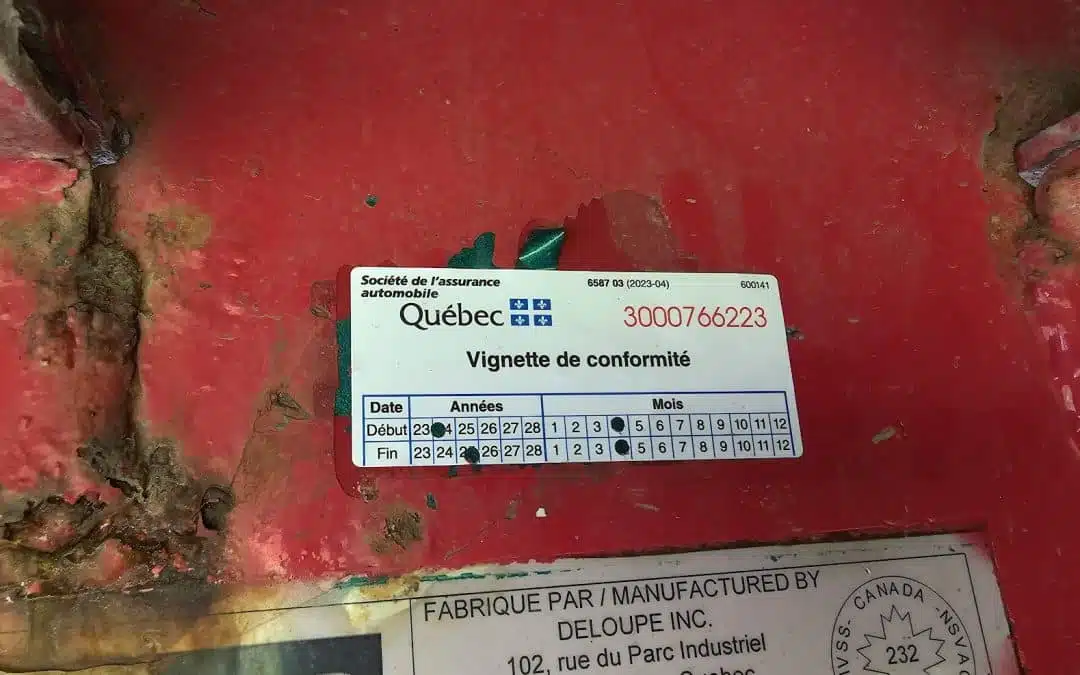 Société de l'assurance
automobile
Québec
6587 03 (2023-04)
600141
3000766223
Vignette de conformité
Date Années Mois
Début 23 4 25 26 27 28 1 2 3 5 6 7 8 9 10 11 12
Fin 23 24 26 27 28 1 2 3 5 6 7 8 9 10 11 12
FABRIQUE PAR / MANUFACTURED BY
DELOUPE INC.
102, rue du Parc Industriel
CANADA -
232